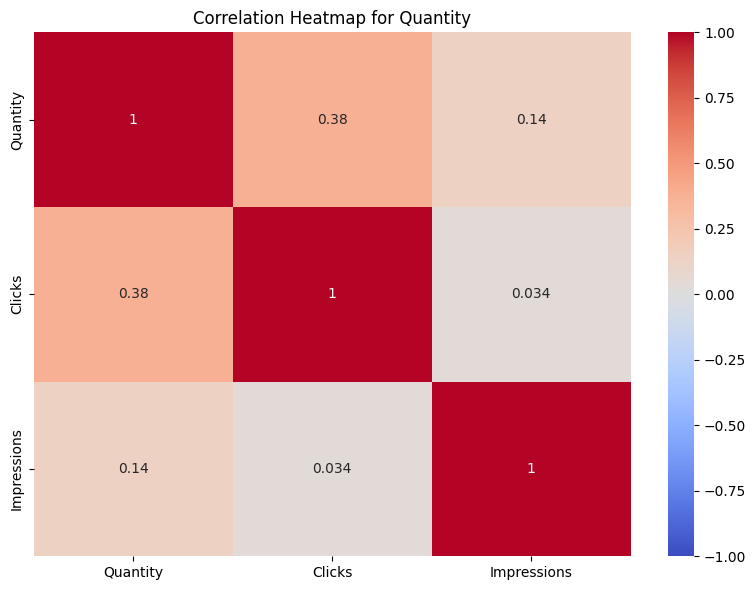 Correlation Heatmap for Quantity
Quantity
1
0.38
0.14
Clicks
0.38
1
0.034
Impressions
0.14
0.034
1
Quantity
Clicks
Impressions
1.00
0.75
0.50
0.25
0.00
−0.25
−0.50
−0.75
−1.00